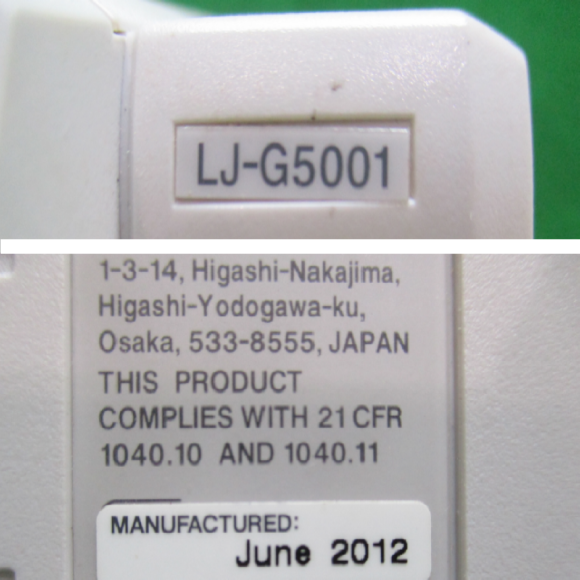 LJ-G5001
1-3-14, Higashi-Nakajima,
Higashi-Yodogawa-ku,
Osaka, 533-8555, JAPAN
THIS PRODUCT
COMPLIES WITH 21 CFR
1040.10 AND 1040.11
MANUFACTURED:
June 2012